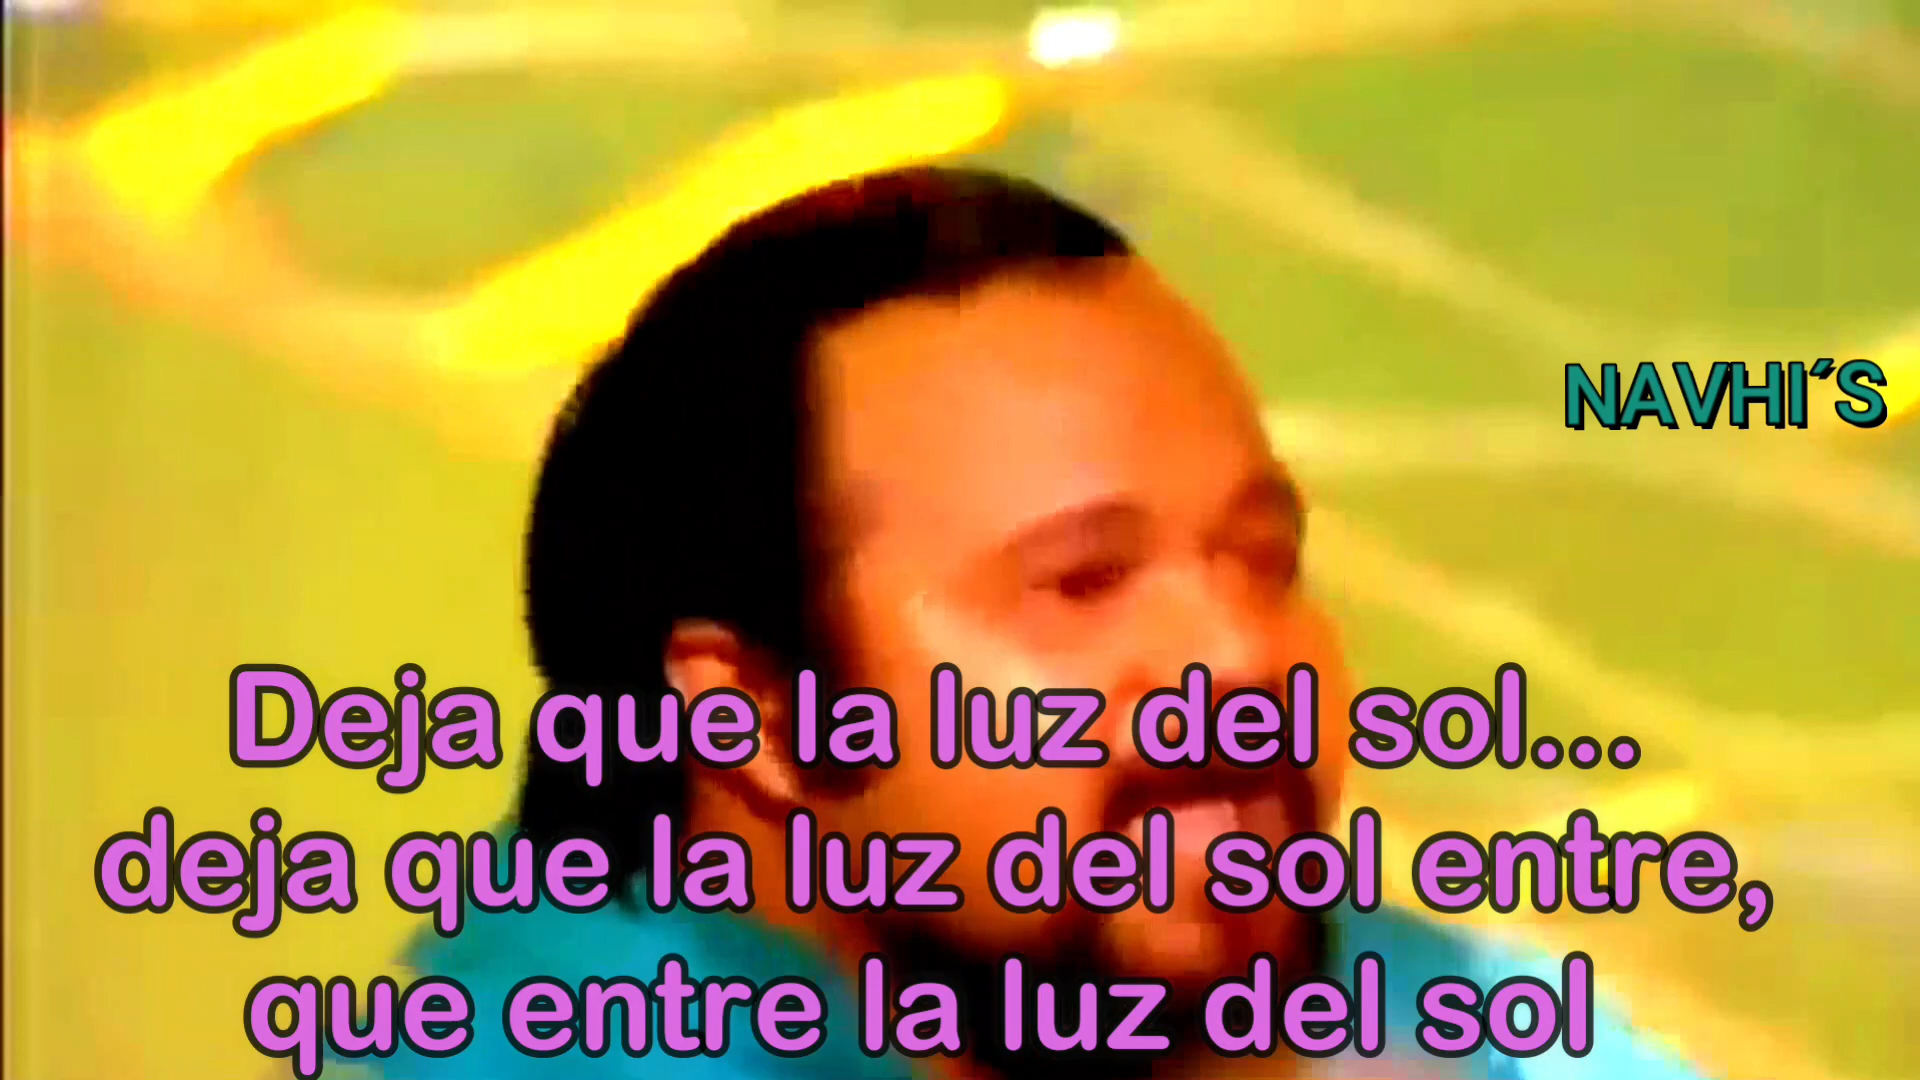 NAVHI´S
Deja que la luz del sol...
deja que la luz del sol entre,
que entre la luz del sol